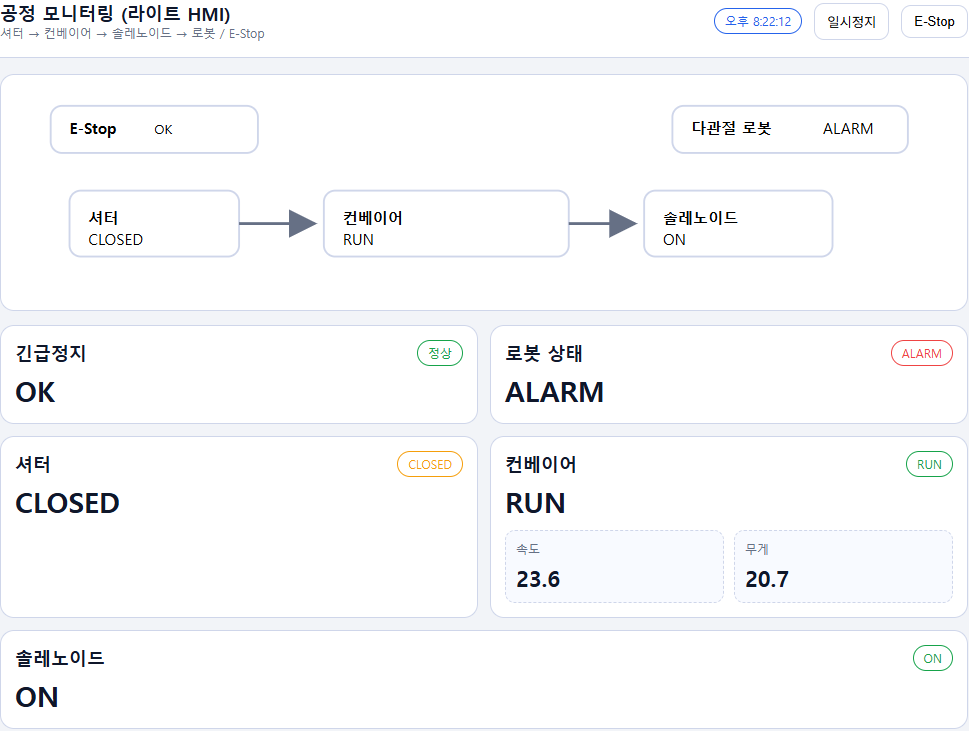 공정 모니터링 (라이트 HMI)
셔터 → 컨베이어 → 솔레노이드 → 로봇 / E-Stop
오후 8:22:12
일시정지
E-Stop
E-Stop OK
다관절 로봇 ALARM
셔터
CLOSED
컨베이어
RUN
솔레노이드
ON
긴급정지 정상
OK
로봇 상태 ALARM
ALARM
셔터 CLOSED
CLOSED
컨베이어 RUN
RUN
속도
23.6
무게
20.7
솔레노이드 ON
ON